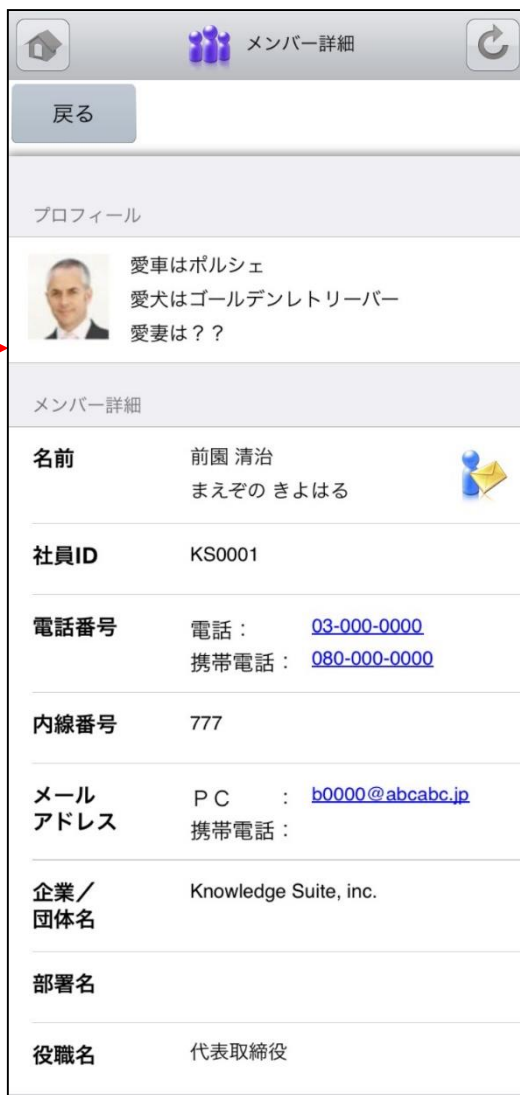 メンバー詳細
戻る
プロフィール
愛車はポルシェ
愛犬はゴールデンレトリーバー
愛妻は？？
メンバー詳細
名前 前園 清治
まえぞの きよはる
社員ID KS0001
電話番号 電話： 03-000-0000
携帯電話： 080-000-0000
内線番号 777
メール
アドレス ＰＣ ： b0000@abcabc.jp
携帯電話：
企業／
団体名 Knowledge Suite, inc.
部署名
役職名 代表取締役